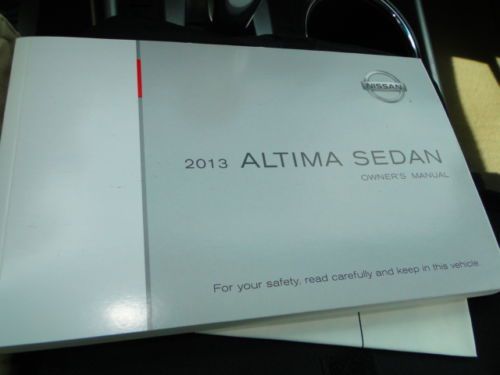 NISSAN
2013 ALTIMA SEDAN
OWNER'S MANUAL
For your safety, read carefully and keep in this vehicle.